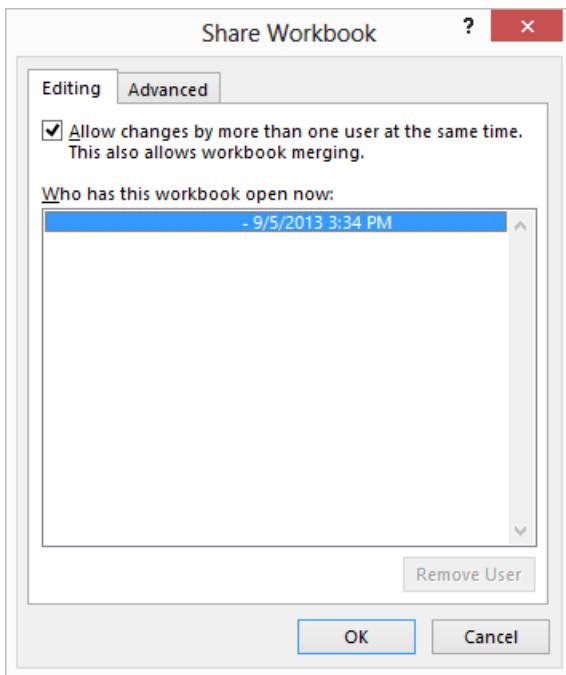 Share Workbook
?
Editing
Advanced
Allow changes by more than one user at the same time.
This also allows workbook merging.
Who has this workbook open now:
- 9/5/2013 3:34 PM
Remove User
OK
Cancel